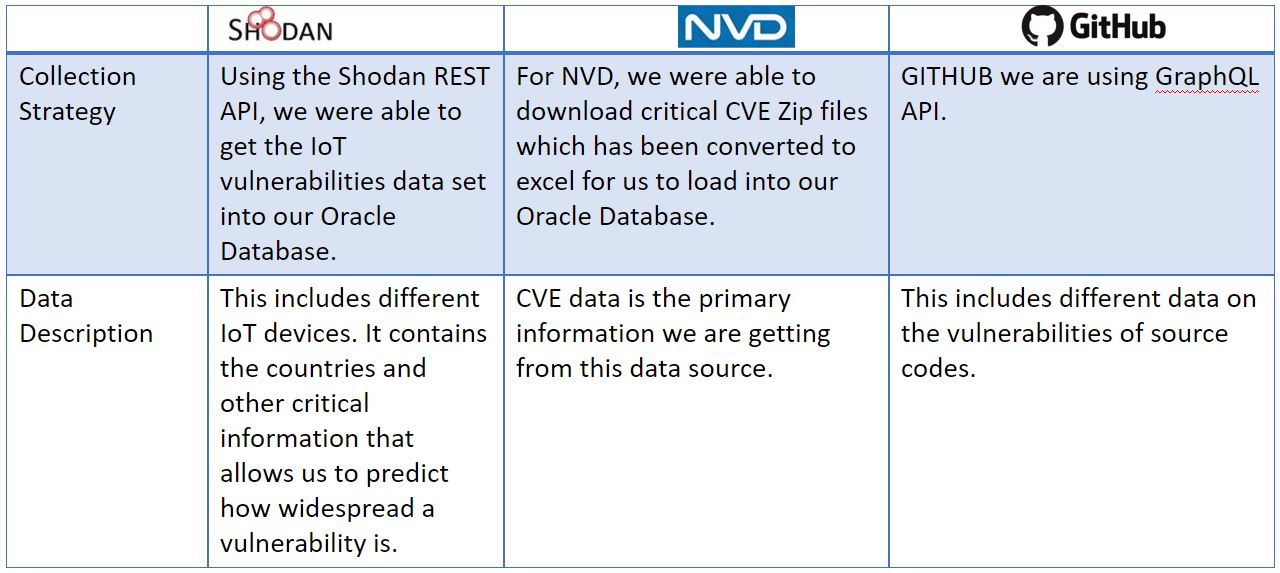 SHODAN
NVD
GitHub
Collection
Strategy
Using the Shodan REST
API, we were able to
get the IoT
vulnerabilities data set
into our Oracle
Database.
For NVD, we were able to
download critical CVE Zip files
which has been converted to
excel for us to load into our
Oracle Database.
GITHUB we are using GraphQL
API.
Data
Description
This includes different
IoT devices. It contains
the countries and
other critical
information that
allows us to predict
how widespread a
vulnerability is.
CVE data is the primary
information we are getting
from this data source.
This includes different data on
the vulnerabilities of source
codes.